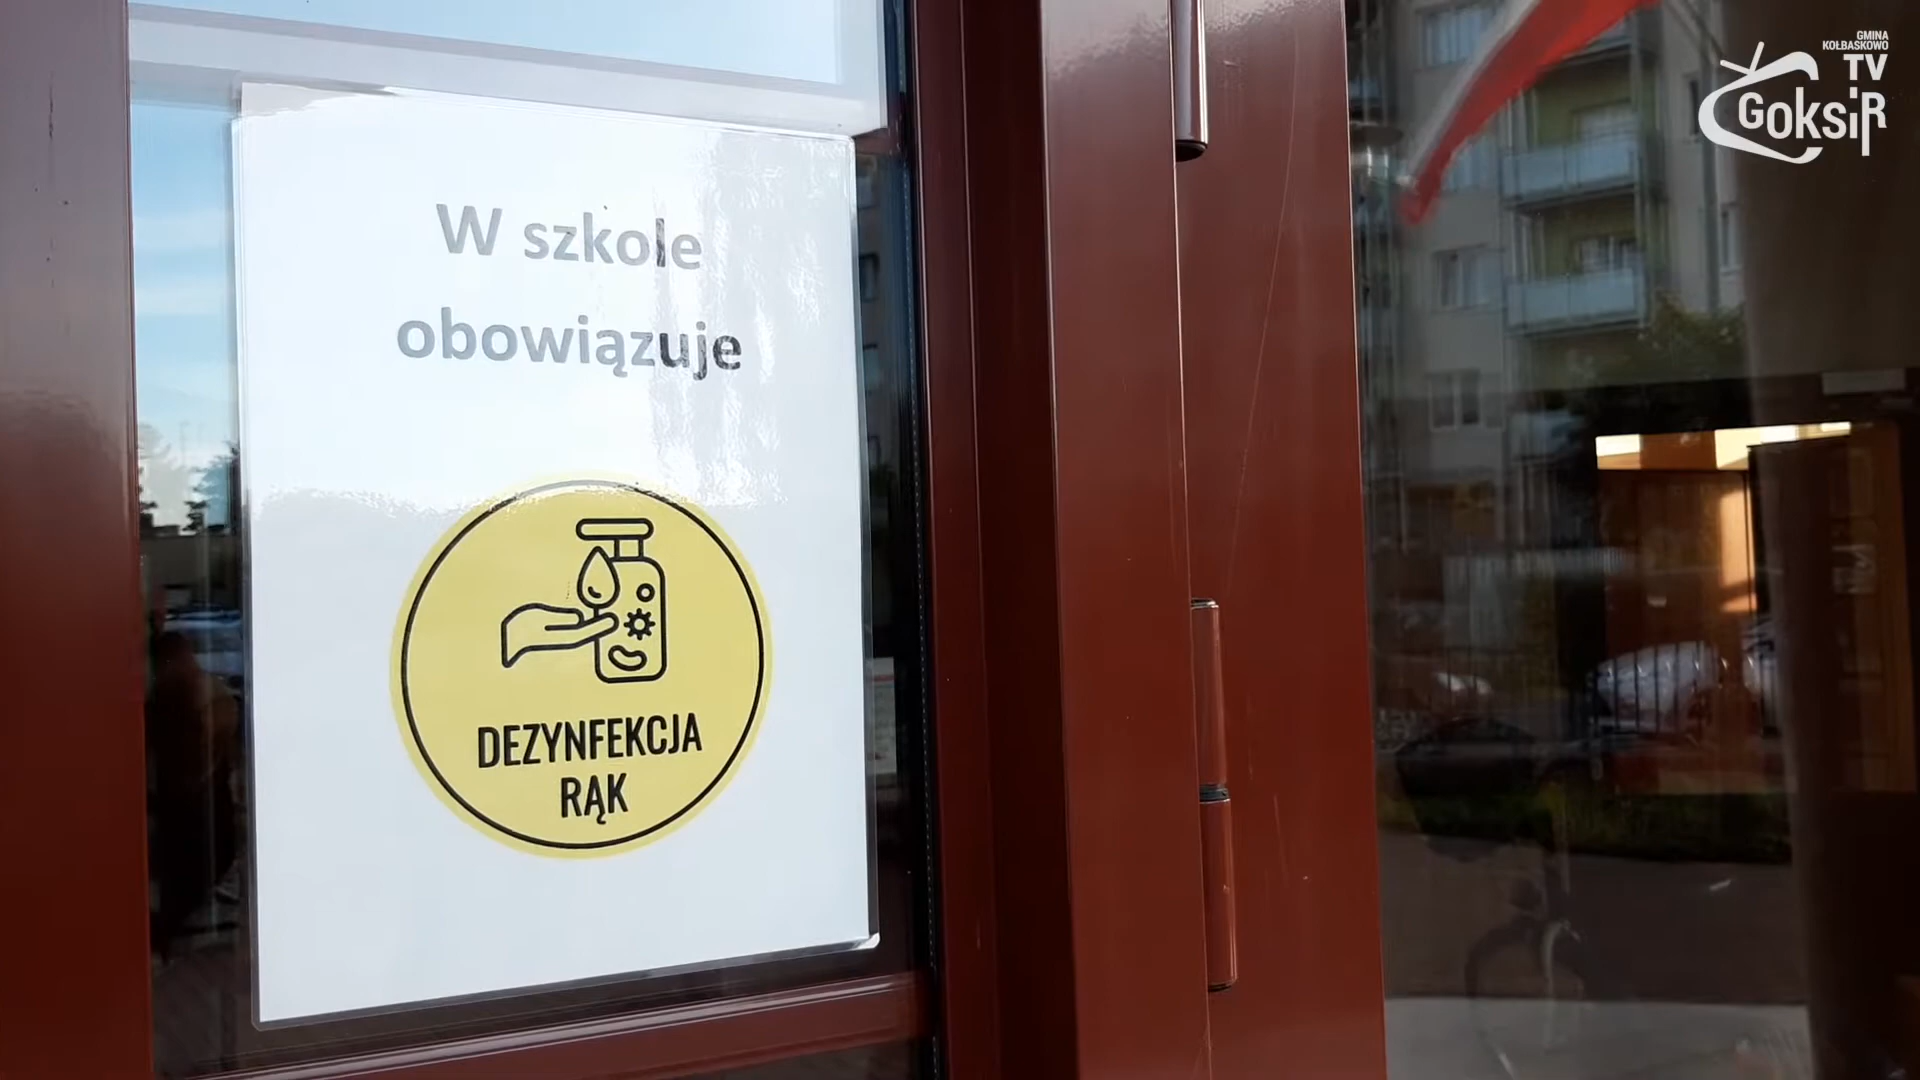 W szkole
obowiązuje
DEZYNFEKCJA
RĄK
GMINA
KOŁBASKOWO
TV
GOKSiR